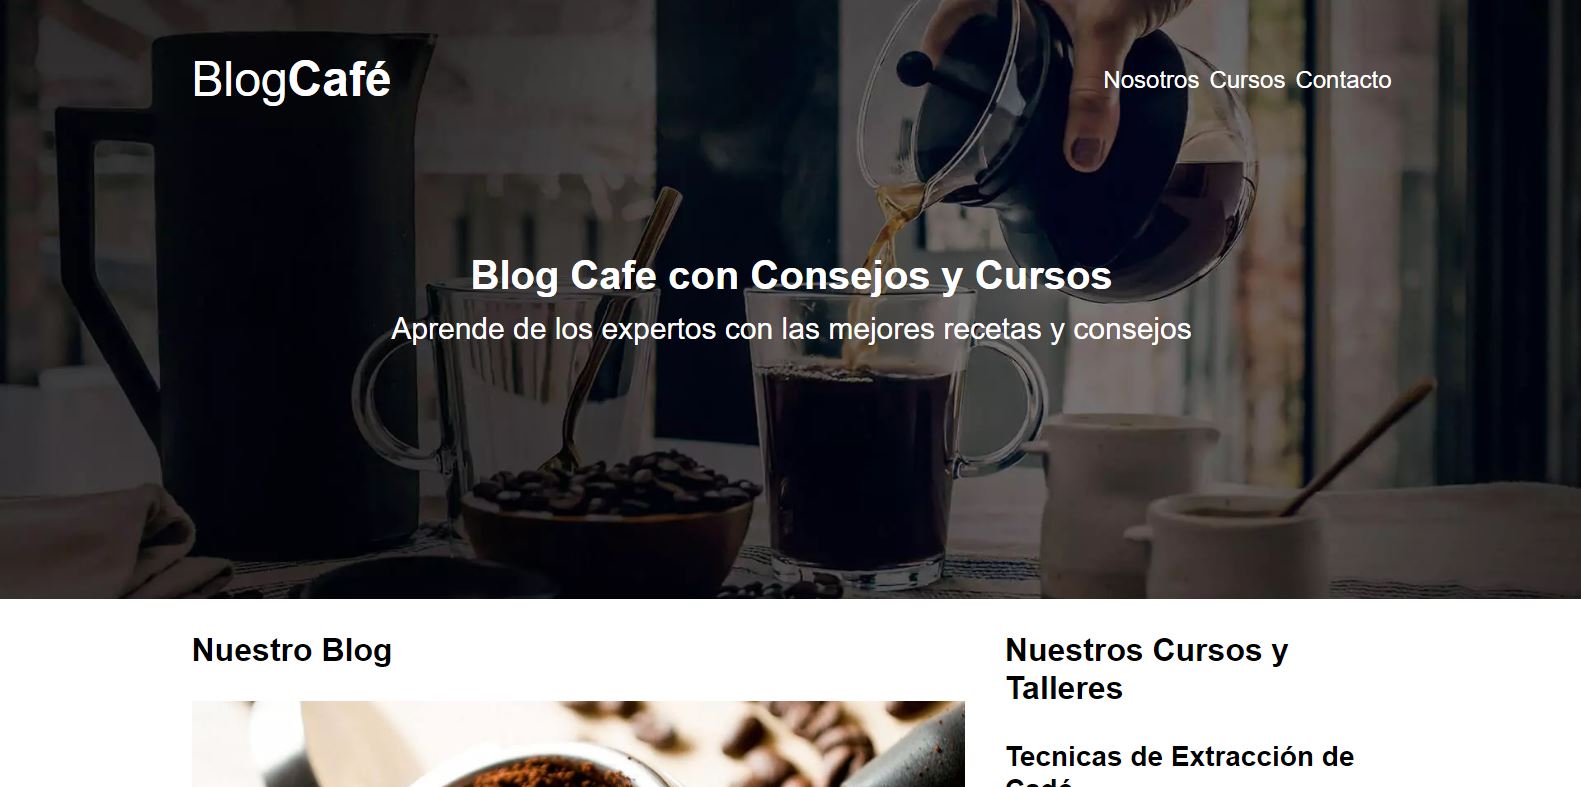 BlogCafé
Nosotros Cursos Contacto
Blog Cafe con Consejos y Cursos
Aprende de los expertos con las mejores recetas y consejos
Nuestro Blog
Nuestros Cursos y
Talleres
Tecnicas de Extracción de